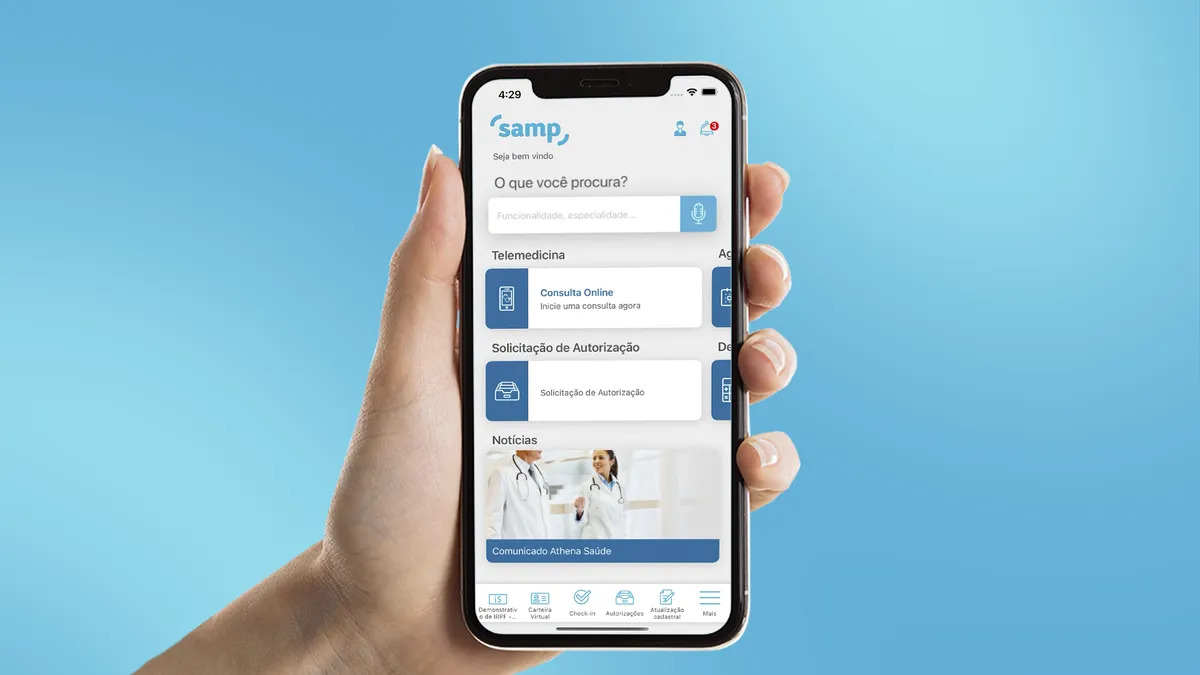 4:29
samp
3
Seja bem vindo
O que você procura?
Funcionalidade, especialidade...
Telemedicina
Ag
Consulta Online
Inicie uma consulta agora
Solicitação de Autorização
De
Solicitação de Autorização
Notícias
Comunicado Athena Saúde
Demonstrativ
o de IRPF -...
Carteira
Virtual
Check-in
Autorizações
Atualização
cadastral
Mais